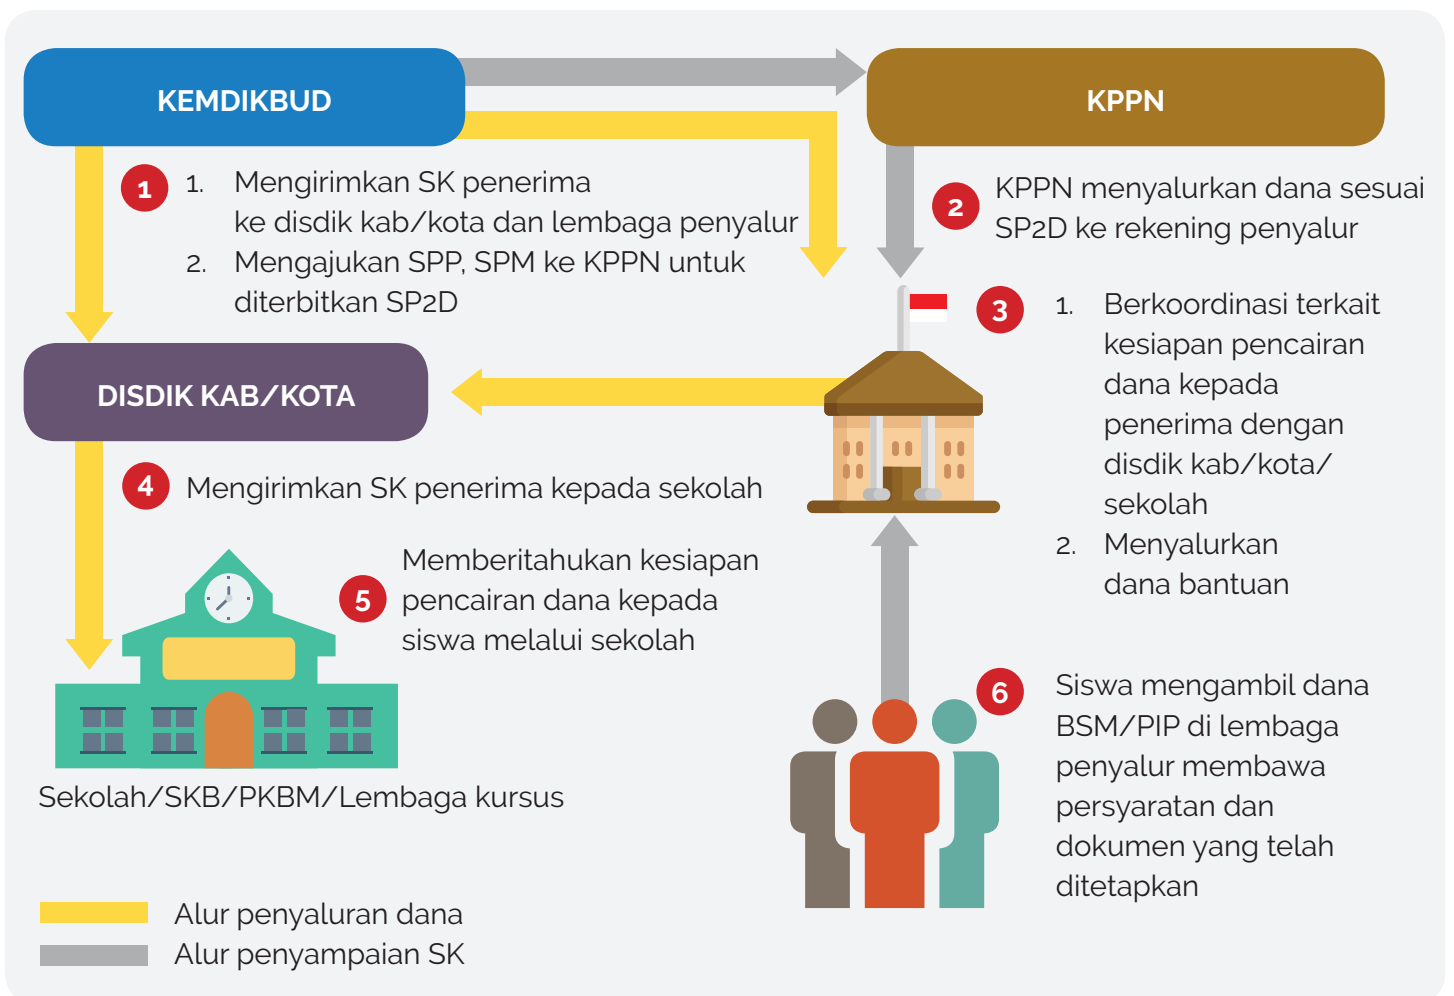 KEMDIKBUD
KPPN
1
1. Mengirimkan SK penerima
ke disdik kab/kota dan lembaga penyalur
2. Mengajukan SPP, SPM ke KPPN untuk
diterbitkan SP2D
2
KPPN menyalurkan dana sesuai
SP2D ke rekening penyalur
3
1. Berkoordinasi terkait
kesiapan pencairan
dana kepada
penerima dengan
disdik kab/kota/
sekolah
2. Menyalurkan
dana bantuan
DISDIK KAB/KOTA
4
Mengirimkan SK penerima kepada sekolah
5
Memberitahukan kesiapan
pencairan dana kepada
siswa melalui sekolah
Sekolah/SKB/PKBM/Lembaga kursus
6
Siswa mengambil dana
BSM/PIP di lembaga
penyalur membawa
persyaratan dan
dokumen yang telah
ditetapkan
Alur penyaluran dana
Alur penyampaian SK